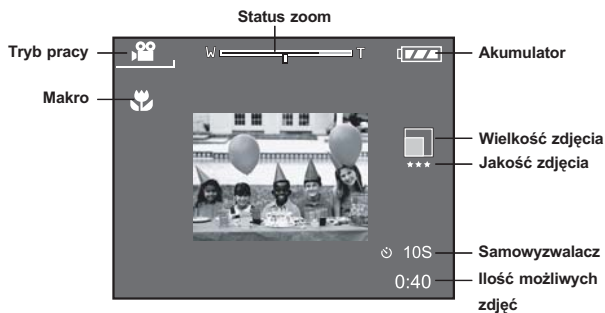 Status zoom
Tryb pracy
W T
Akumulator
Makro
Wielkość zdjęcia
Jakość zdjęcia
10S
Samowyzwalacz
0:40
Ilość możliwych
zdjęć